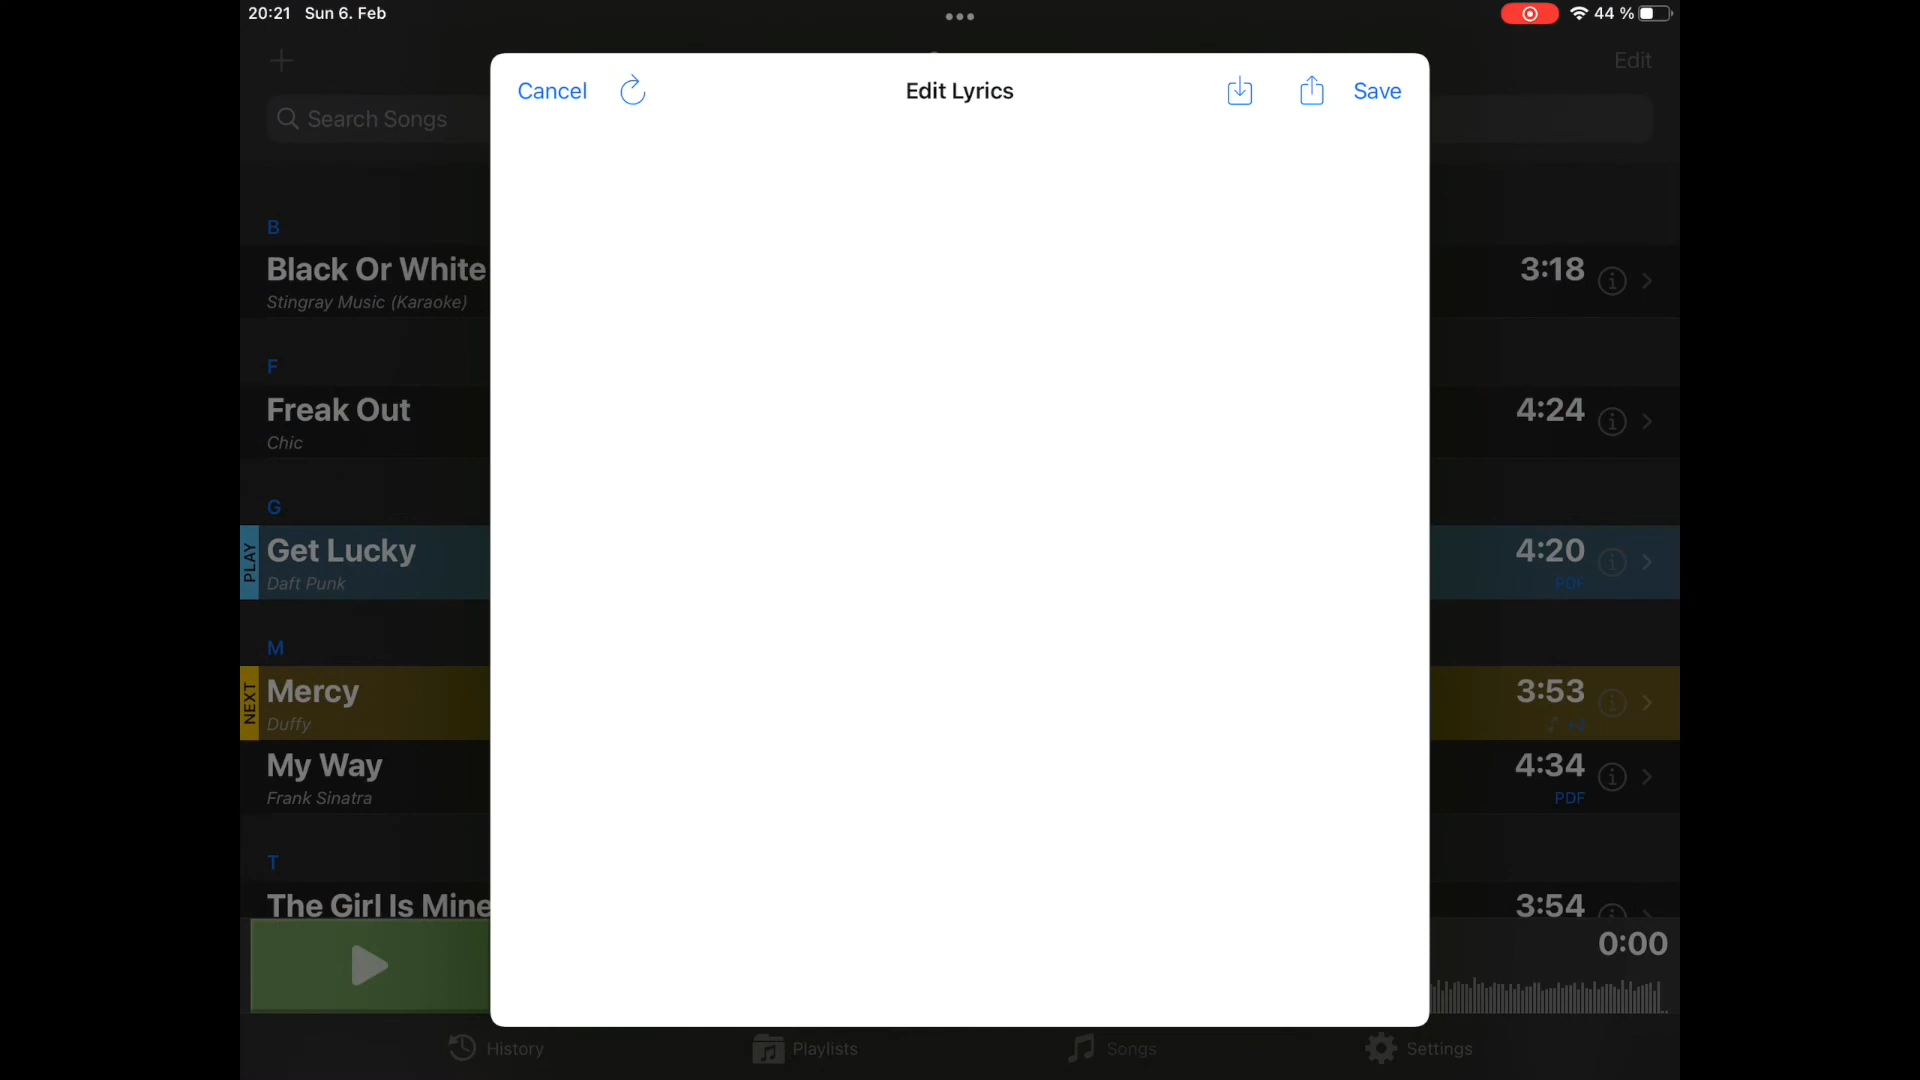 20:21 Sun 6. Feb
44 %
Edit
Cancel
Edit Lyrics
Save
Search Songs
B
Black Or White
3:18
Stingray Music (Karaoke)
F
Freak Out
4:24
Chic
G
PLAY
Get Lucky
4:20
Daft Punk
PDF
M
NEXT
Mercy
3:53
Duffy
My Way
4:34
Frank Sinatra
PDF
T
The Girl Is Mine
3:54
0:00
History
Playlists
Songs
Settings